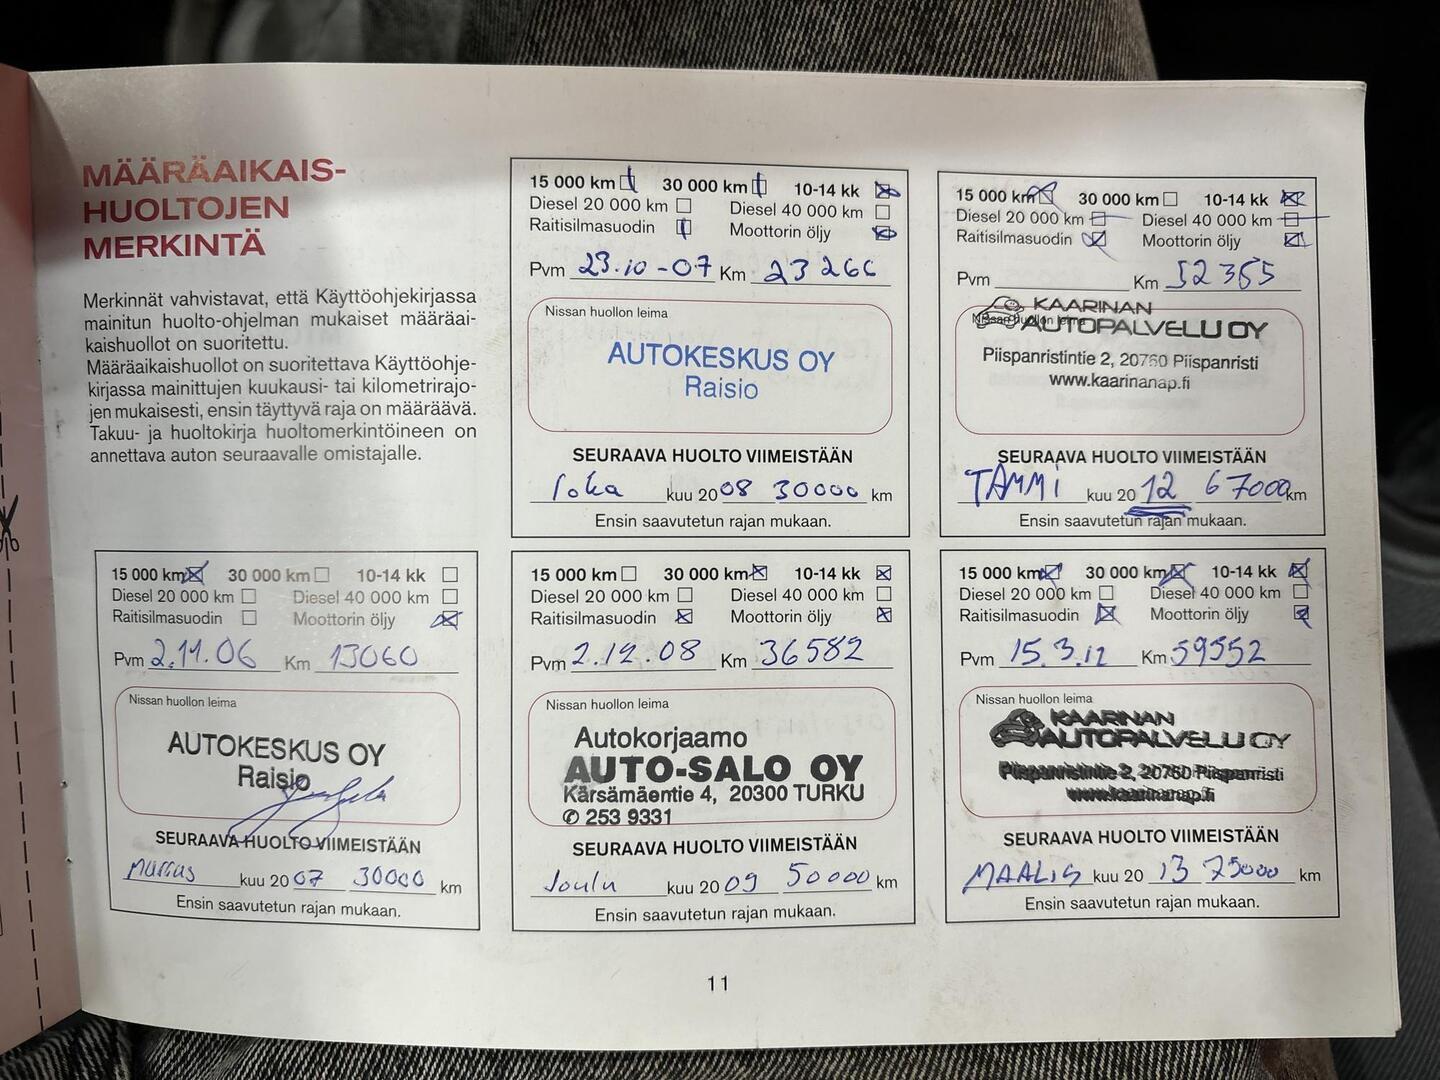 MÄÄRÄAIKAIS-
HUOLTOJEN
MERKINTÄ
Merkinnät vahvistavat, että Käyttöohjekirjassa
mainitun huolto-ohjelman mukaiset määräai-
kaishuollot on suoritettu.
Määräaikaishuollot on suoritettava Käyttöohje-
kirjassa mainittujen kuukausi- tai kilometrirajo-
jen mukaisesti, ensin täyttyvä raja on määräävä.
Takuu- ja huoltokirja huoltomerkintöineen on
annettava auton seuraavalle omistajalle.
15 000 km 30 000 km 10-14 kk
Diesel 20 000 km Diesel 40 000 km
Raitisilmasuodin Moottorin öljy
Pvm 2.11.06 Km 13060
Nissan huollon leima
AUTOKESKUS OY
Raisio
SEURAAVA HUOLTO VIIMEISTÄÄN
Marras kuu 2007 30000 km
Ensin saavutetun rajan mukaan.
15 000 km 30 000 km 10-14 kk
Diesel 20 000 km Diesel 40 000 km
Raitisilmasuodin Moottorin öljy
Pvm 23.10-07 Km 23266
Nissan huollon leima
AUTOKESKUS OY
Raisio
SEURAAVA HUOLTO VIIMEISTÄÄN
loka kuu 2008 30000 km
Ensin saavutetun rajan mukaan.
15 000 km 30 000 km 10-14 kk
Diesel 20 000 km Diesel 40 000 km
Raitisilmasuodin Moottorin öljy
Pvm 2.12.08 Km 36582
Nissan huollon leima
Autokorjaamo
AUTO-SALO OY
Kärsämäentie 4, 20300 TURKU
✆ 253 9331
SEURAAVA HUOLTO VIIMEISTÄÄN
Joulu kuu 2009 50000 km
Ensin saavutetun rajan mukaan.
15 000 km 30 000 km 10-14 kk
Diesel 20 000 km Diesel 40 000 km
Raitisilmasuodin Moottorin öljy
Pvm Km 52355
Nissan huollon leima
KAARINAN
AUTOPALVELU OY
Piispanristintie 2, 20760 Piispanristi
www.kaarinanap.fi
SEURAAVA HUOLTO VIIMEISTÄÄN
TAMMI kuu 20 12 67000km
Ensin saavutetun rajan mukaan.
15 000 km 30 000 km 10-14 kk
Diesel 20 000 km Diesel 40 000 km
Raitisilmasuodin Moottorin öljy
Pvm 15.3.12 Km 59552
Nissan huollon leima
KAARINAN
AUTOPALVELU OY
Piispanristintie 2, 20760 Piispanristi
www.kaarinanap.fi
SEURAAVA HUOLTO VIIMEISTÄÄN
MAALIS kuu 20 13 75000 km
Ensin saavutetun rajan mukaan.
11